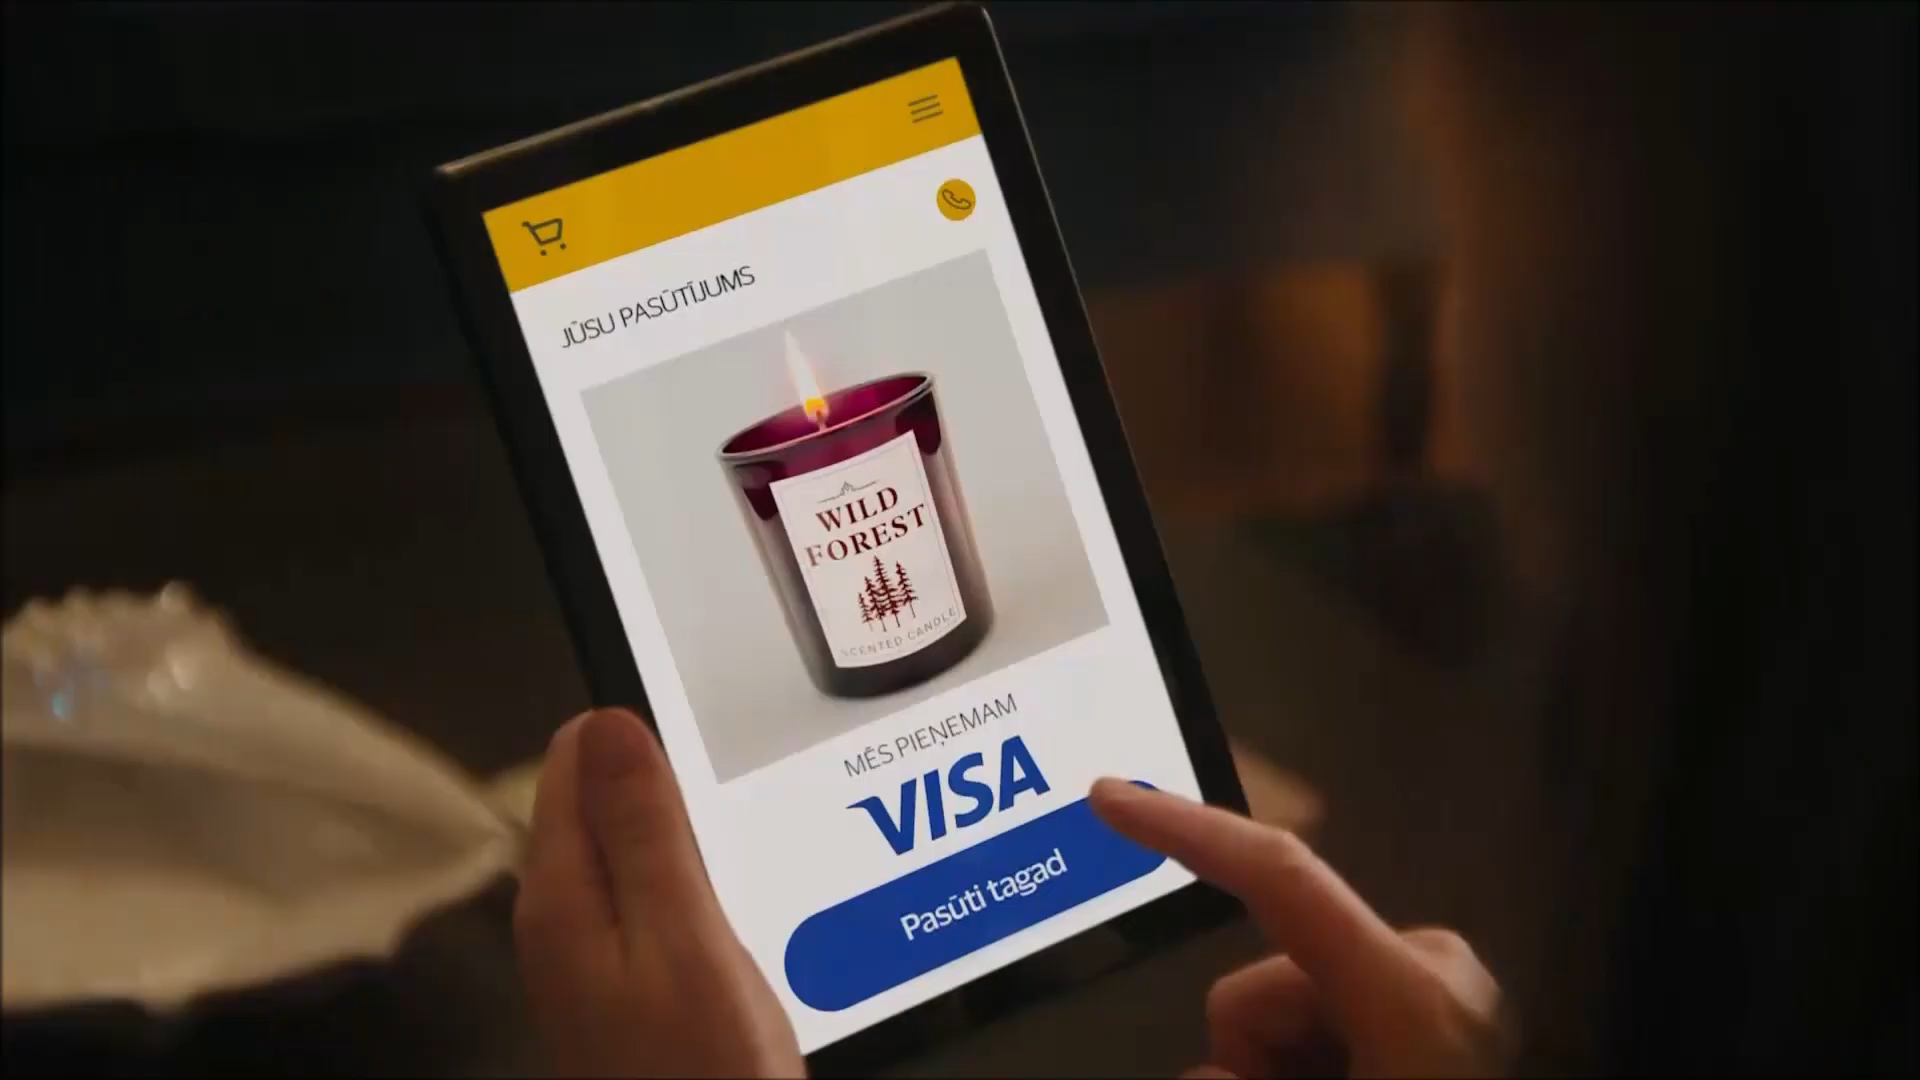 JŪSU PASŪTĪJUMS
WILD
FOREST
SCENTED CANDLE
MĒS PIEŅEMAM
VISA
Pasūti tagad